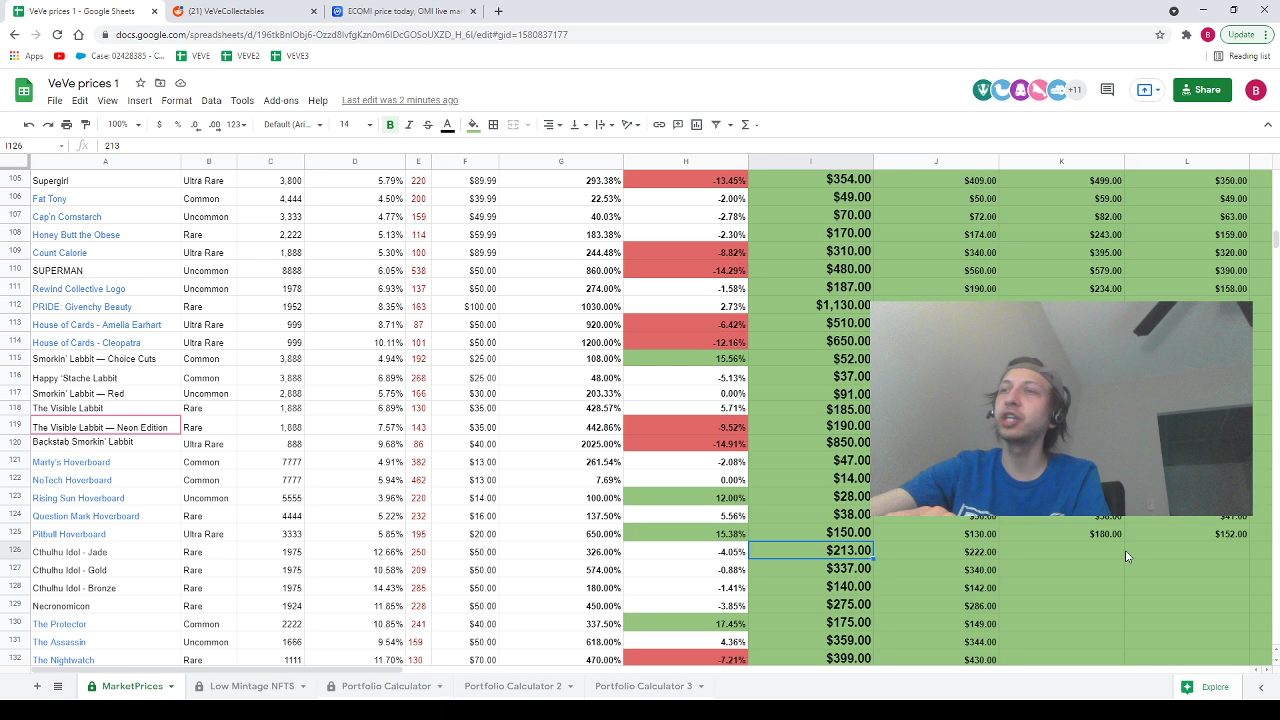 VeVe prices 1 - Google Sheets
(21) VeVeCollectables
ECOMI price today, OMI live mar
docs.google.com/spreadsheets/d/196tkBnIObj6-Ozzd8lvfgKzn0m6IDcGOSoUXZD_H_6I/edit#gid=1580837177
B Update
Apps Case: 02428385 - C... VEVE VEVE2 VEVE3 Reading list
VeVe prices 1
File Edit View Insert Format Data Tools Add-ons Help Last edit was 2 minutes ago
+11 Share B
100% $ % .0 .00 123 Default (Ari... 14 B I S A
I126 fx 213
A B C D E F G H I J K L
105 Supergirl Ultra Rare 3,800 5.79% 220 $89.99 293.38% -13.45% $354.00 $409.00 $499.00 $350.00
106 Fat Tony Common 4,444 4.50% 200 $39.99 22.53% -2.00% $49.00 $50.00 $59.00 $49.00
107 Cap'n Cornstarch Uncommon 3,333 4.77% 159 $49.99 40.03% -2.78% $70.00 $72.00 $82.00 $63.00
108 Honey Butt the Obese Rare 2,222 5.13% 114 $59.99 183.38% -2.30% $170.00 $174.00 $243.00 $159.00
109 Count Calorie Ultra Rare 1,888 5.30% 100 $89.99 244.48% -8.82% $310.00 $340.00 $395.00 $320.00
110 SUPERMAN Uncommon 8888 6.05% 538 $50.00 860.00% -14.29% $480.00 $560.00 $579.00 $390.00
111 Rewind Collective Logo Uncommon 1978 6.93% 137 $50.00 274.00% -1.58% $187.00 $190.00 $234.00 $158.00
112 PRIDE: Givenchy Beauty Rare 1952 8.35% 163 $100.00 1030.00% 2.73% $1,130.00
113 House of Cards - Amelia Earhart Ultra Rare 999 8.71% 87 $50.00 920.00% -6.42% $510.00
114 House of Cards - Cleopatra Ultra Rare 999 10.11% 101 $50.00 1200.00% -12.16% $650.00
115 Smorkin' Labbit — Choice Cuts Common 3,888 4.94% 192 $25.00 108.00% 15.56% $52.00
116 Happy 'Stache Labbit Common 3,888 6.89% 268 $25.00 48.00% -5.13% $37.00
117 Smorkin' Labbit — Red Uncommon 2,888 5.75% 166 $30.00 203.33% 0.00% $91.00
118 The Visible Labbit Rare 1,888 6.89% 130 $35.00 428.57% 5.71% $185.00
119 The Visible Labbit — Neon Edition Rare 1,888 7.57% 143 $35.00 442.86% -9.52% $190.00
120 Backstab Smorkin' Labbit Ultra Rare 888 9.68% 86 $40.00 2025.00% -14.91% $850.00
121 Marty's Hoverboard Common 7777 4.91% 382 $13.00 261.54% -2.08% $47.00
122 NoTech Hoverboard Common 7777 5.94% 462 $13.00 7.69% 0.00% $14.00
123 Rising Sun Hoverboard Uncommon 5555 3.96% 220 $14.00 100.00% 12.00% $28.00
124 Question Mark Hoverboard Rare 4444 5.22% 232 $16.00 137.50% 5.56% $38.00
125 Pitbull Hoverboard Ultra Rare 3333 5.85% 195 $20.00 650.00% 15.38% $150.00 $130.00 $180.00 $152.00
126 Cthulhu Idol - Jade Rare 1975 12.66% 250 $50.00 326.00% -4.05% $213.00 $222.00
127 Cthulhu Idol - Gold Rare 1975 10.58% 209 $50.00 574.00% -0.88% $337.00 $340.00
128 Cthulhu Idol - Bronze Rare 1975 14.43% 285 $50.00 180.00% -1.41% $140.00 $142.00
129 Necronomicon Rare 1924 11.85% 228 $50.00 450.00% -3.85% $275.00 $286.00
130 The Protector Common 2222 10.85% 241 $40.00 337.50% 17.45% $175.00 $149.00
131 The Assassin Uncommon 1666 9.54% 159 $50.00 618.00% 4.36% $359.00 $344.00
132 The Nightwatch Rare 1111 11.70% 130 $70.00 470.00% -7.21% $399.00 $430.00
MarketPrices Low Mintage NFTS Portfolio Calculator Portfolio Calculator 2 Portfolio Calculator 3 Explore